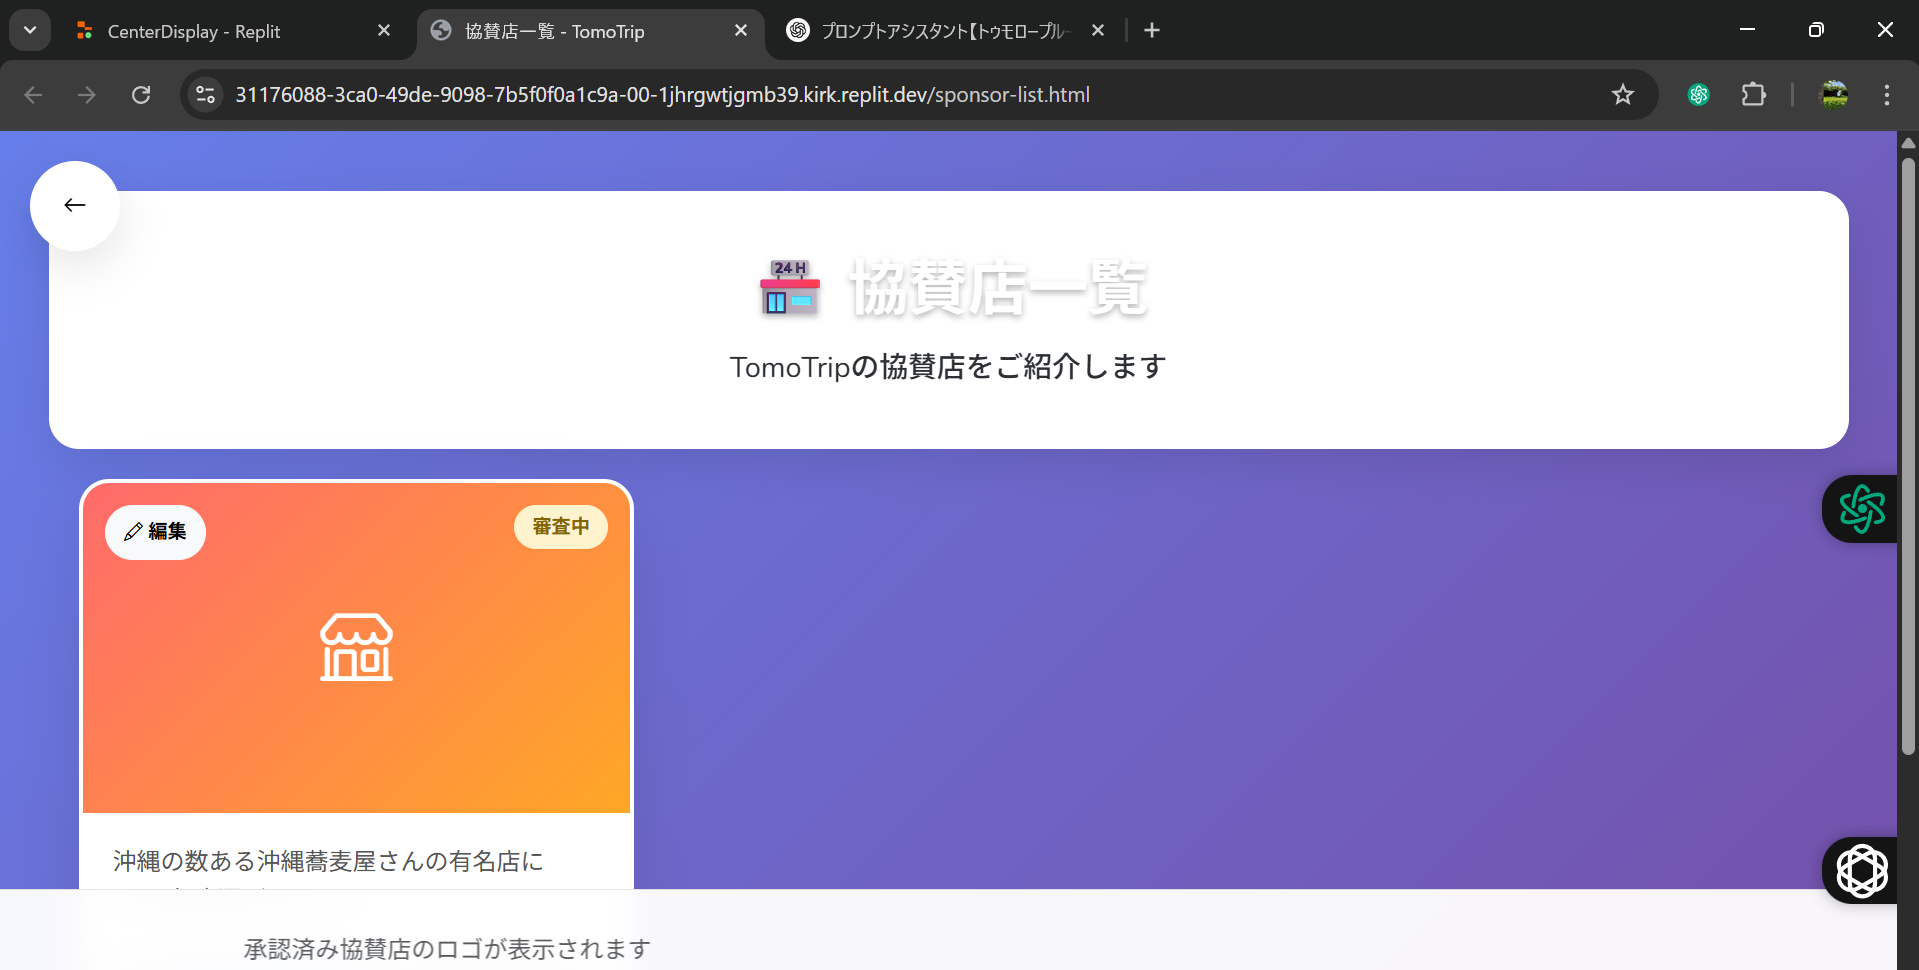 CenterDisplay - Replit
協賛店一覧 - TomoTrip
プロンプトアシスタント【トゥモローブルー
31176088-3ca0-49de-9098-7b5f0f0a1c9a-00-1jhrgwtjgmb39.kirk.replit.dev/sponsor-list.html
24 H
協賛店一覧
TomoTripの協賛店をご紹介します
編集
審査中
沖縄の数ある沖縄蕎麦屋さんの有名店に
承認済み協賛店のロゴが表示されます